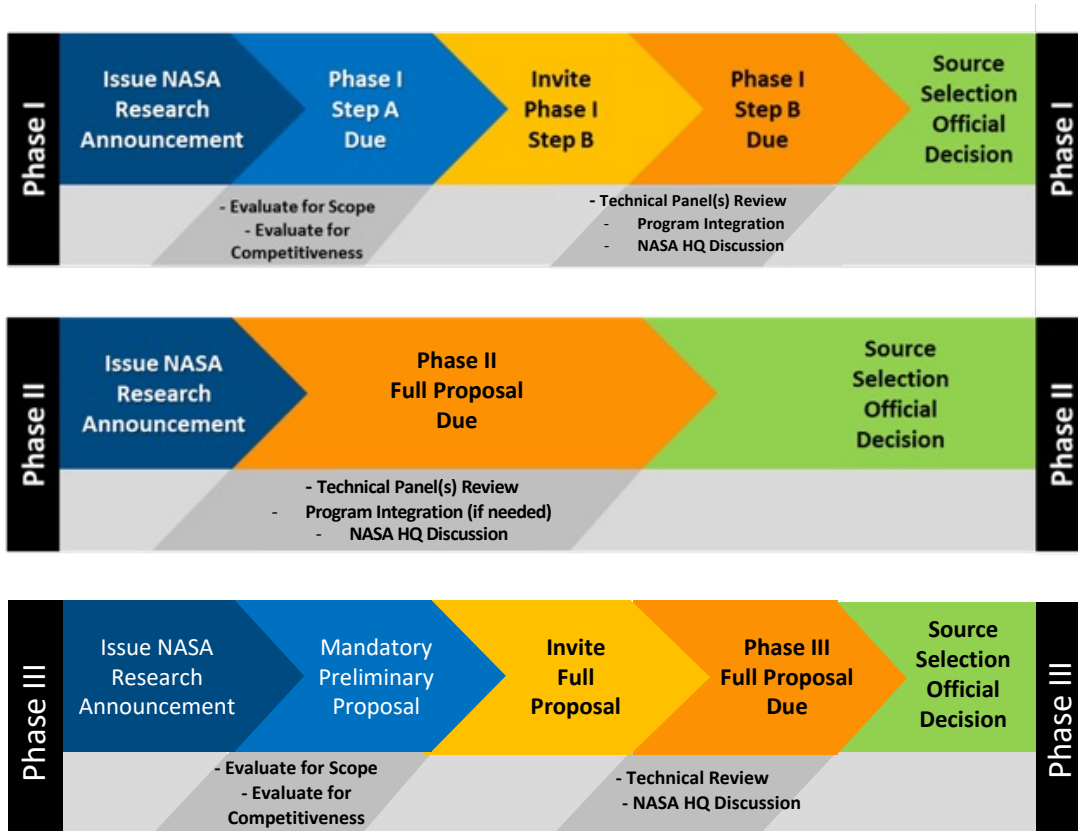 Phase I
Issue NASA
Research
Announcement
Phase I
Step A
Due
Invite
Phase I
Step B
Phase I
Step B
Due
Source
Selection
Official
Decision
Phase I
- Evaluate for Scope
- Evaluate for
Competitiveness
- Technical Panel(s) Review
- Program Integration
- NASA HQ Discussion
Phase II
Issue NASA
Research
Announcement
Phase II
Full Proposal
Due
Source
Selection
Official
Decision
Phase II
- Technical Panel(s) Review
- Program Integration (if needed)
- NASA HQ Discussion
Phase III
Issue NASA
Research
Announcement
Mandatory
Preliminary
Proposal
Invite
Full
Proposal
Phase III
Full Proposal
Due
Source
Selection
Official
Decision
Phase III
- Evaluate for Scope
- Evaluate for
Competitiveness
- Technical Review
- NASA HQ Discussion